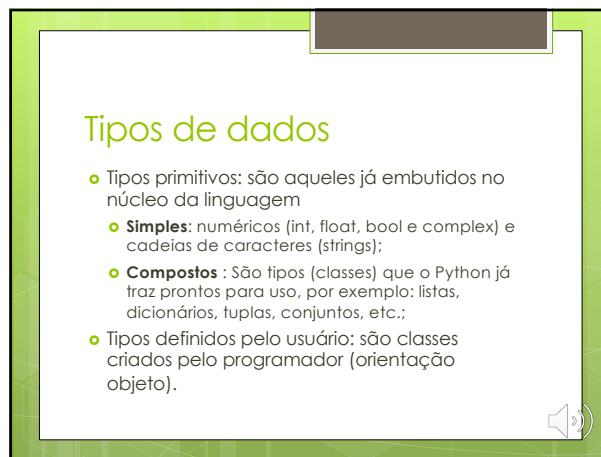 Tipos de dados
Tipos primitivos: são aqueles já embutidos no
núcleo da linguagem
Simples: numéricos (int, float, bool e complex) e
cadeias de caracteres (strings);
Compostos : São tipos (classes) que o Python já
traz prontos para uso, por exemplo: listas,
dicionários, tuplas, conjuntos, etc.;
Tipos definidos pelo usuário: são classes
criados pelo programador (orientação
objeto).